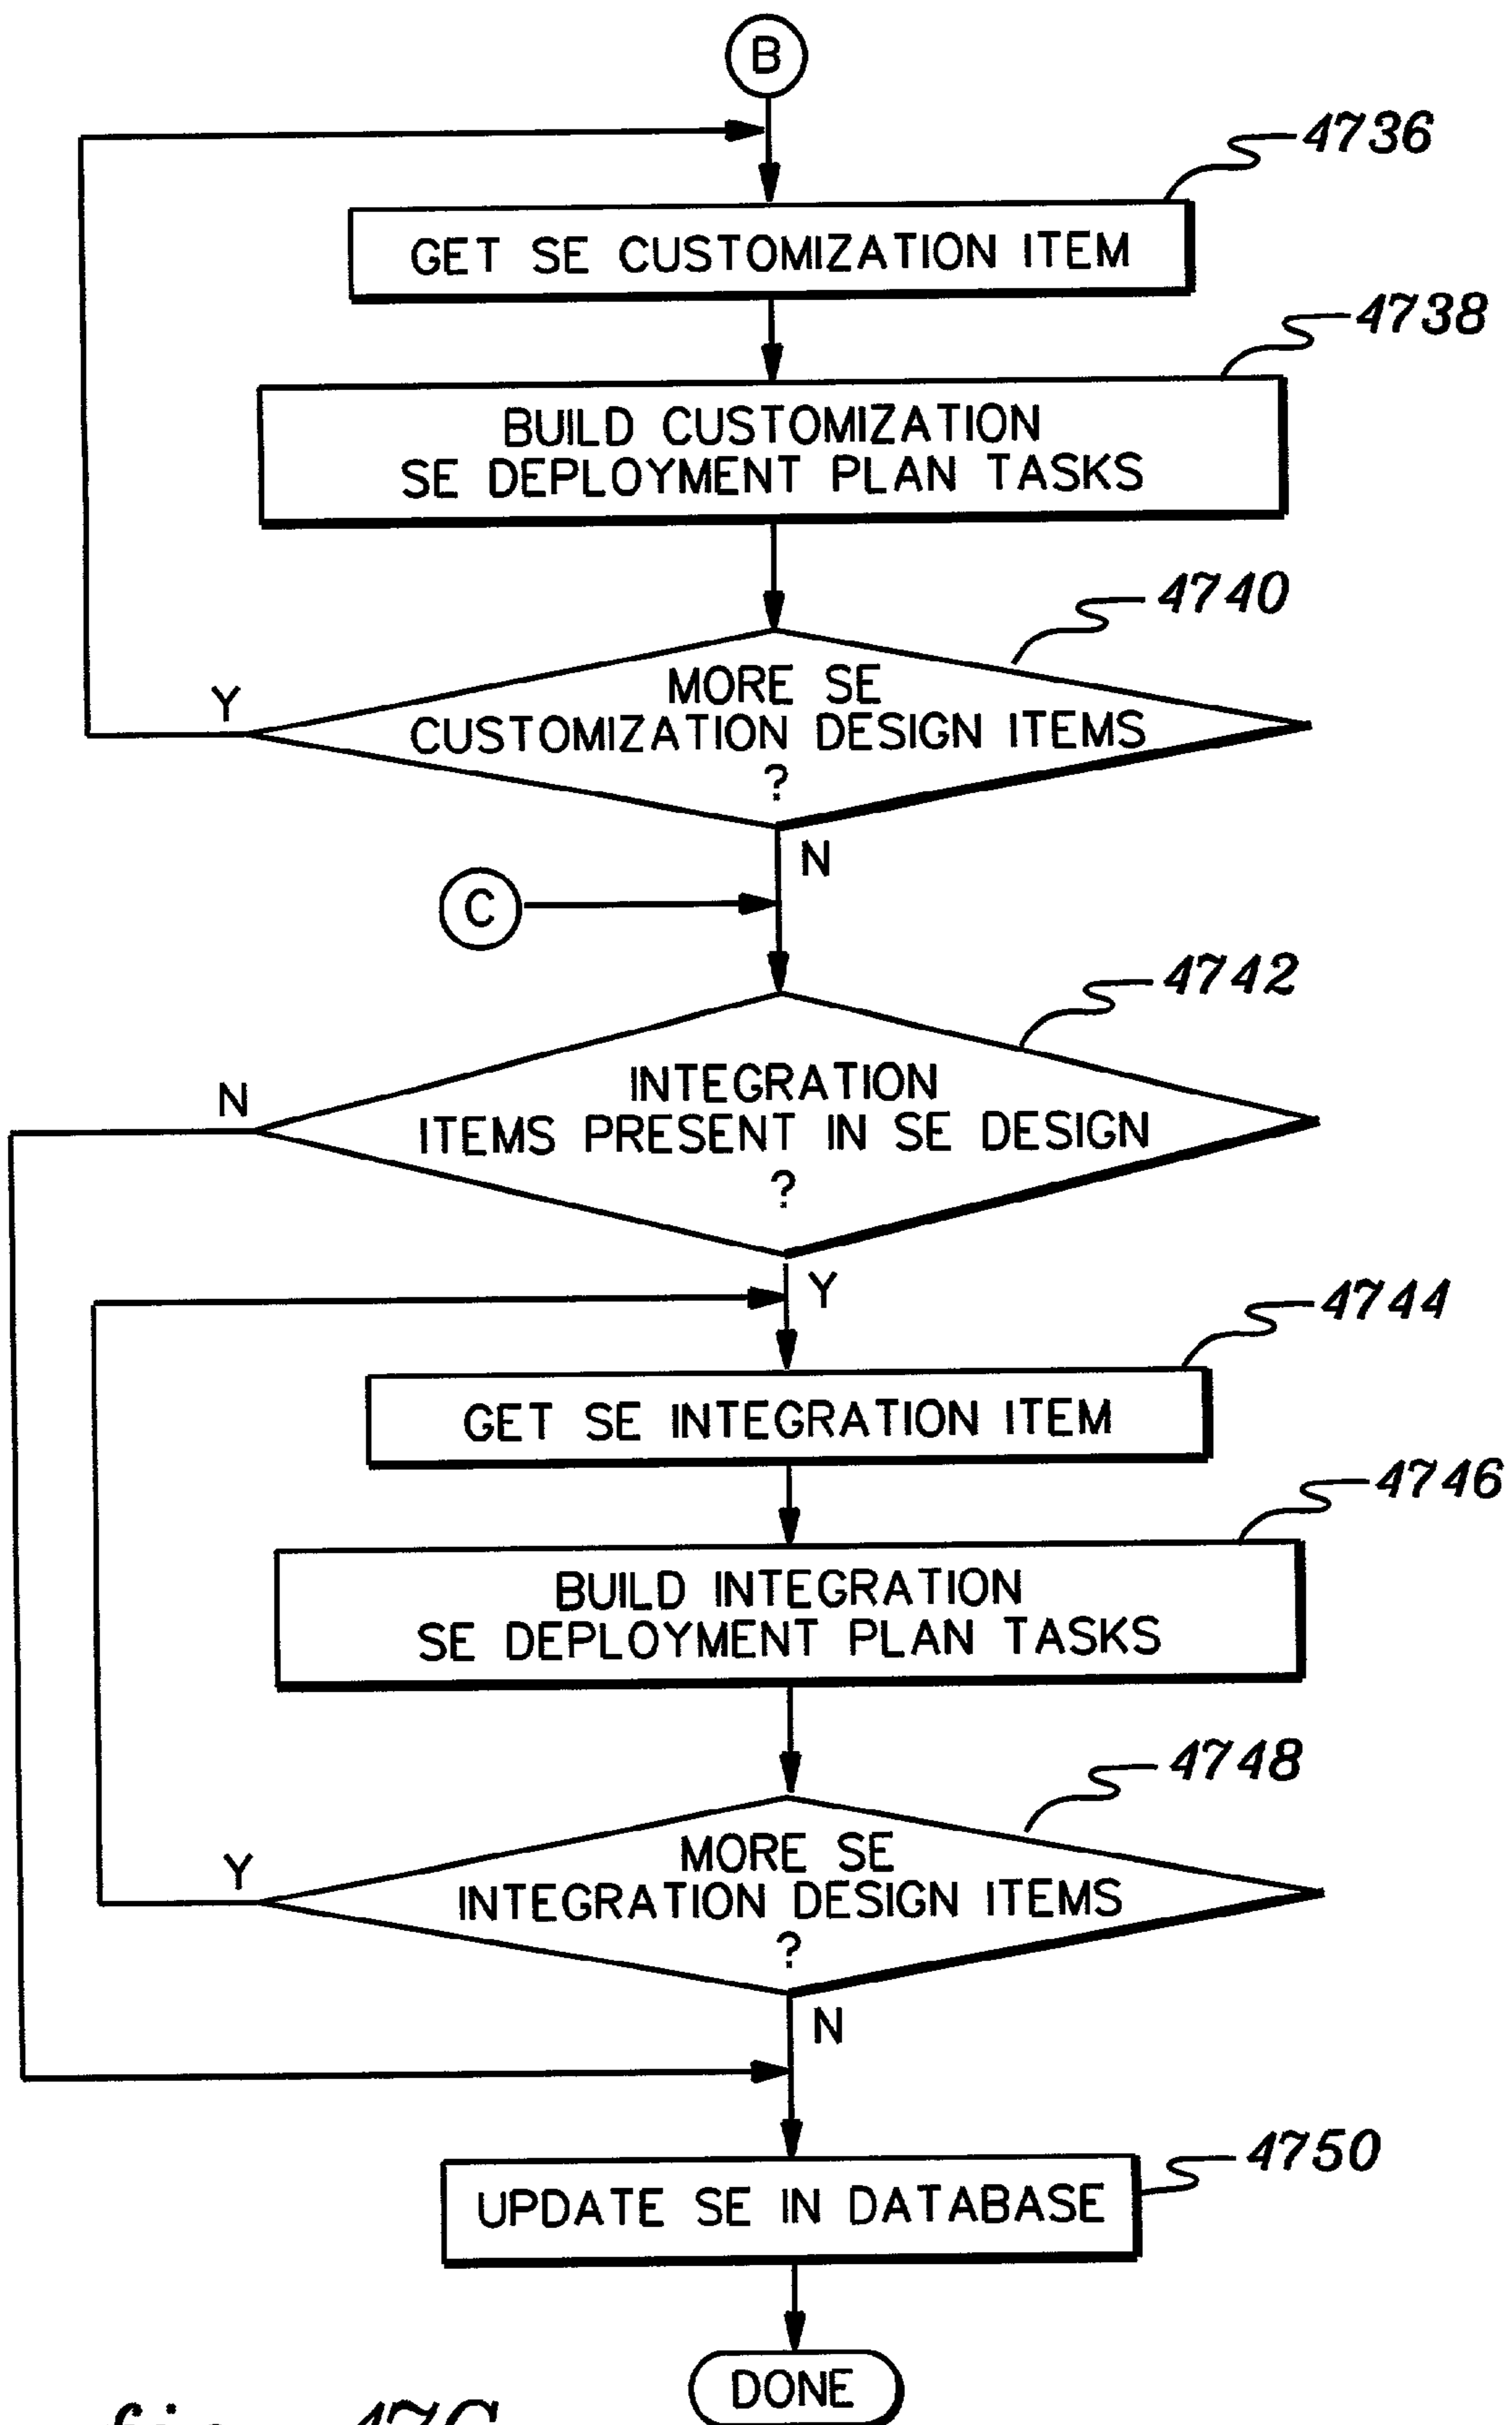 B
4736
GET SE CUSTOMIZATION ITEM
4738
BUILD CUSTOMIZATION
SE DEPLOYMENT PLAN TASKS
4740
MORE SE
Y
CUSTOMIZATION DESIGN ITEMS
?
N
C
4742
INTEGRATION
N
ITEMS PRESENT IN SE DESIGN
?
Y
4744
GET SE INTEGRATION ITEM
4746
BUILD INTEGRATION
SE DEPLOYMENT PLAN TASKS
4748
MORE SE
Y
INTEGRATION DESIGN ITEMS
?
N
4750
UPDATE SE IN DATABASE
DONE